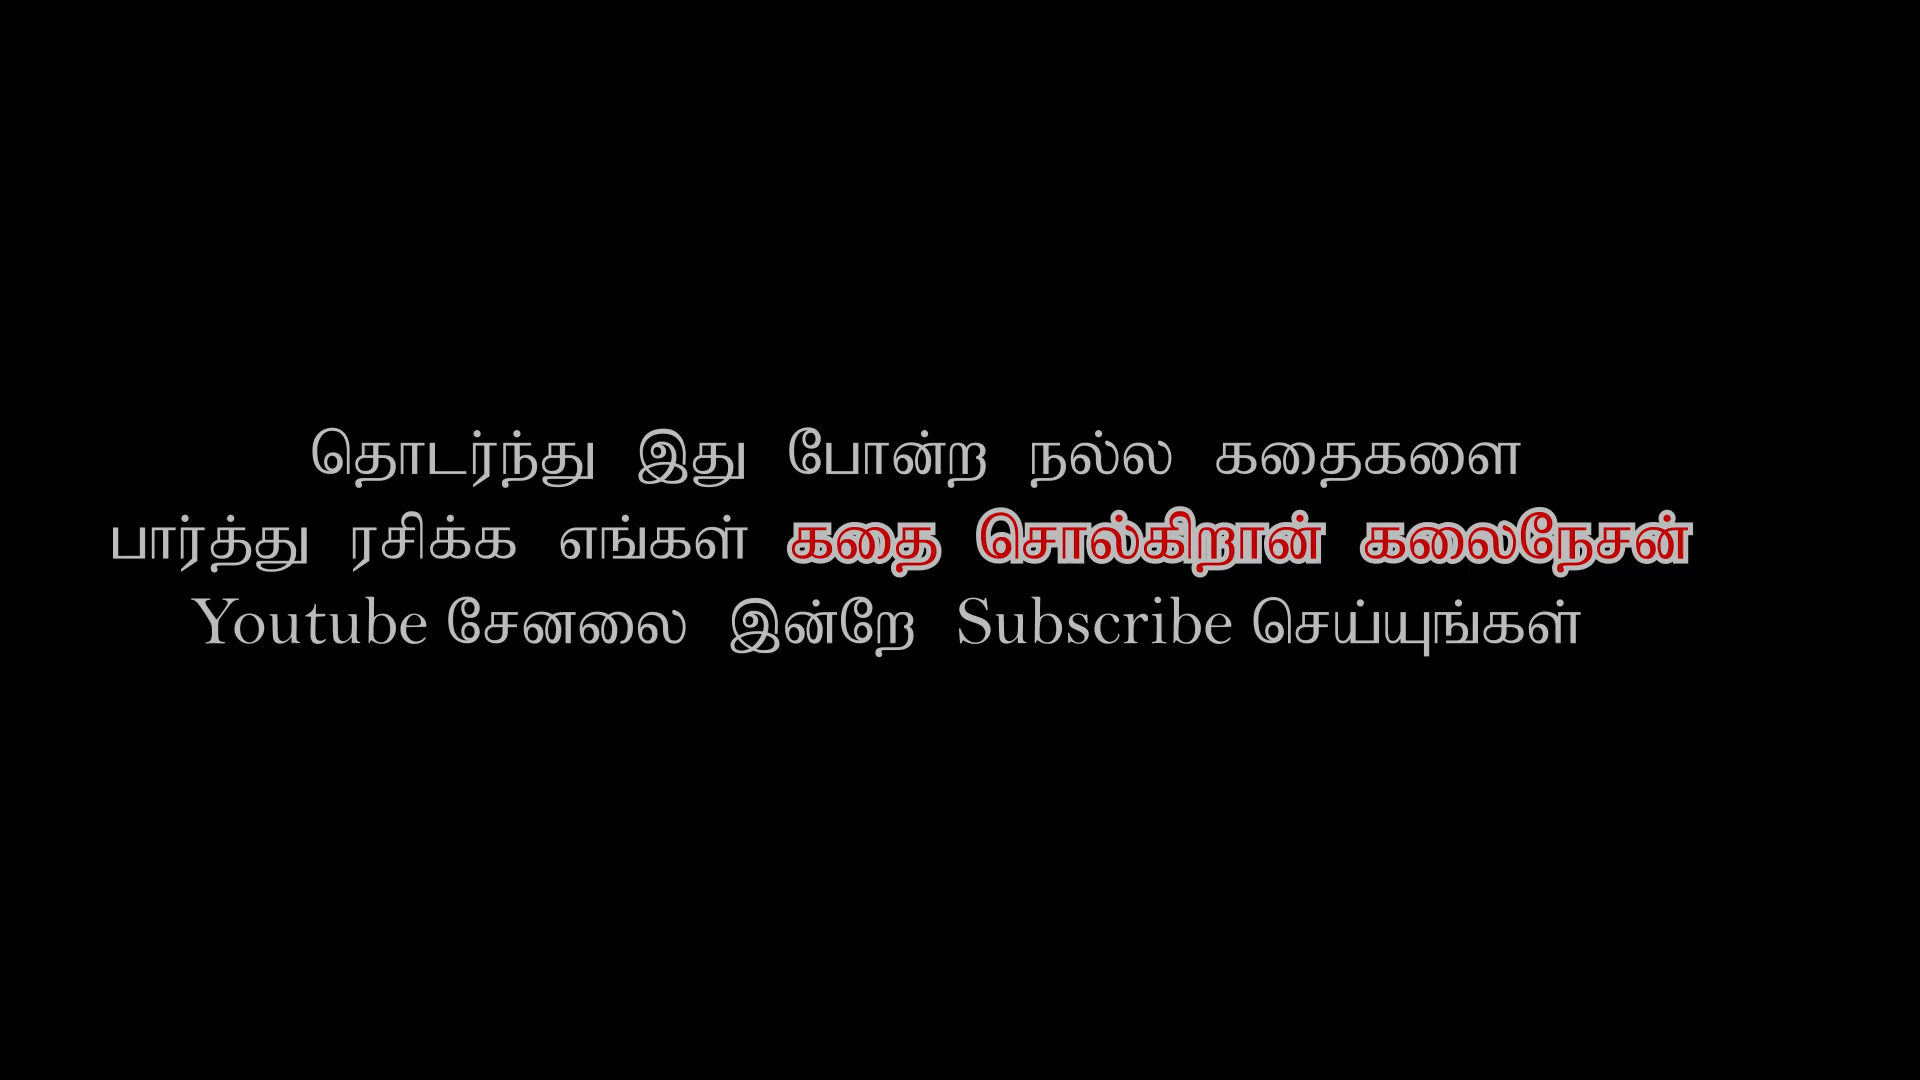 தொடர்ந்து இது போன்ற நல்ல கதைகளை
பார்த்து ரசிக்க எங்கள் கதை சொல்கிறான் கலைநேசன்
Youtube சேனலை இன்றே Subscribe செய்யுங்கள்